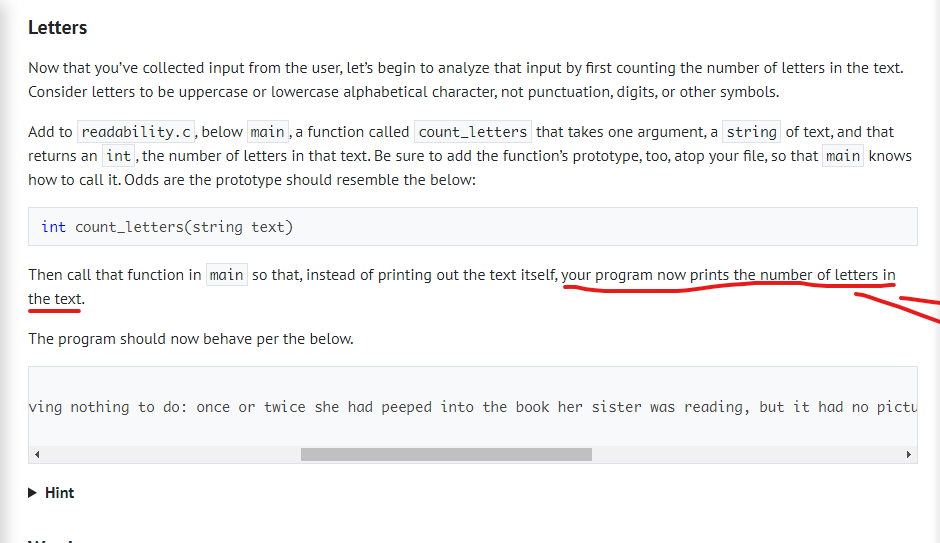 Letters
Now that you’ve collected input from the user, let’s begin to analyze that input by first counting the number of letters in the text.
Consider letters to be uppercase or lowercase alphabetical character, not punctuation, digits, or other symbols.
Add to readability.c, below main, a function called count_letters that takes one argument, a string of text, and that
returns an int, the number of letters in that text. Be sure to add the function’s prototype, too, atop your file, so that main knows
how to call it. Odds are the prototype should resemble the below:
int count_letters(string text)
Then call that function in main so that, instead of printing out the text itself, your program now prints the number of letters in
the text.
The program should now behave per the below.
ving nothing to do: once or twice she had peeped into the book her sister was reading, but it had no pictu
Hint